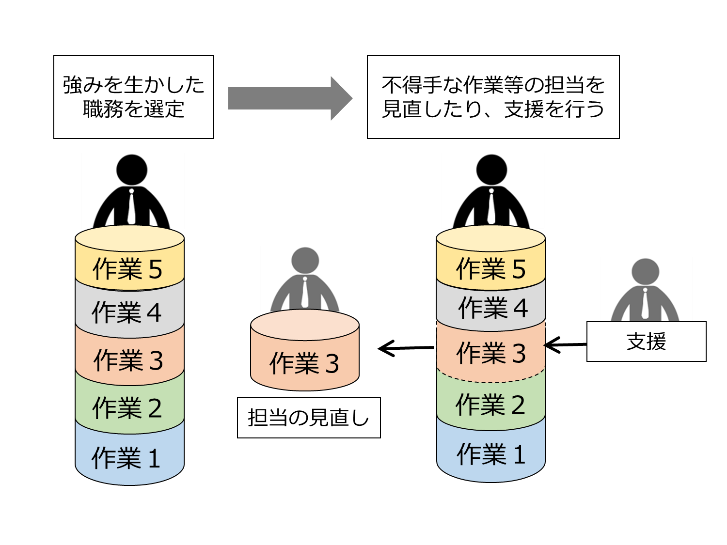 強みを生かした
職務を選定
不得手な作業等の担当を
見直したり、支援を行う
作業５
作業４
作業３
作業２
作業１
作業３
担当の見直し
作業５
作業４
作業３
作業２
作業１
支援